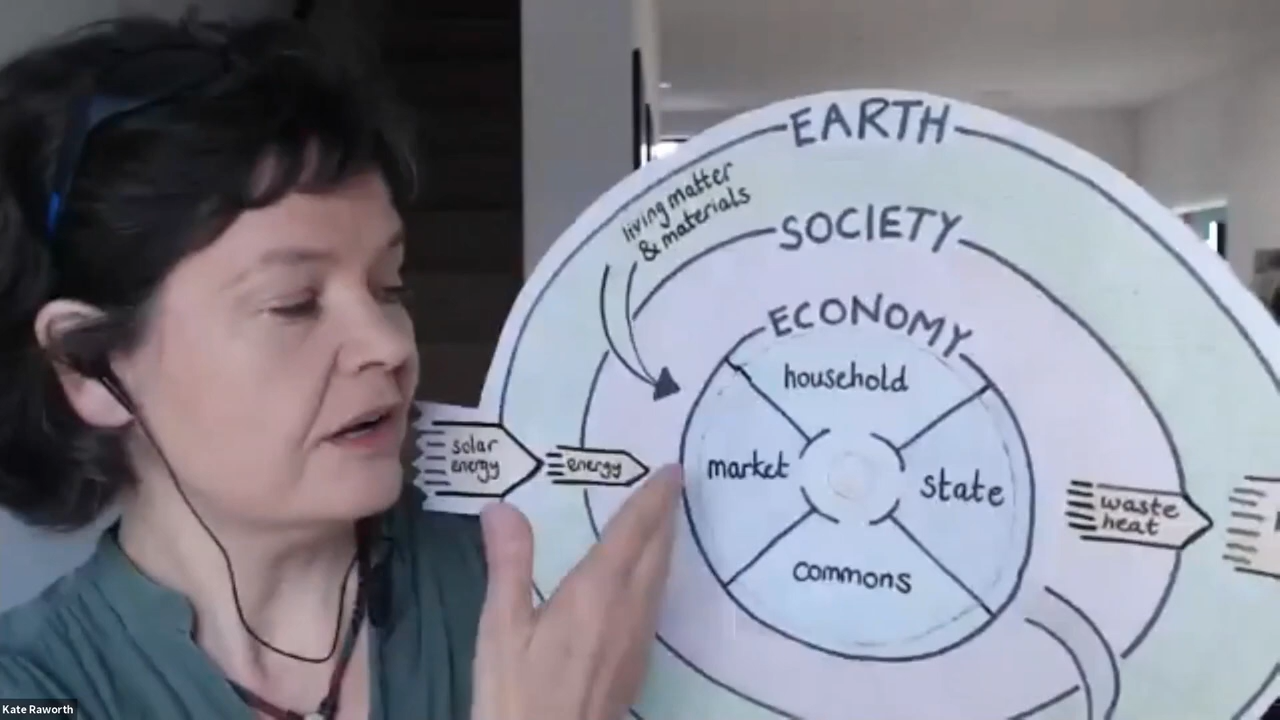 EARTH
living matter
& materials
SOCIETY
ECONOMY
household
solar
energy
energy
market
state
waste
heat
commons
Kate Raworth